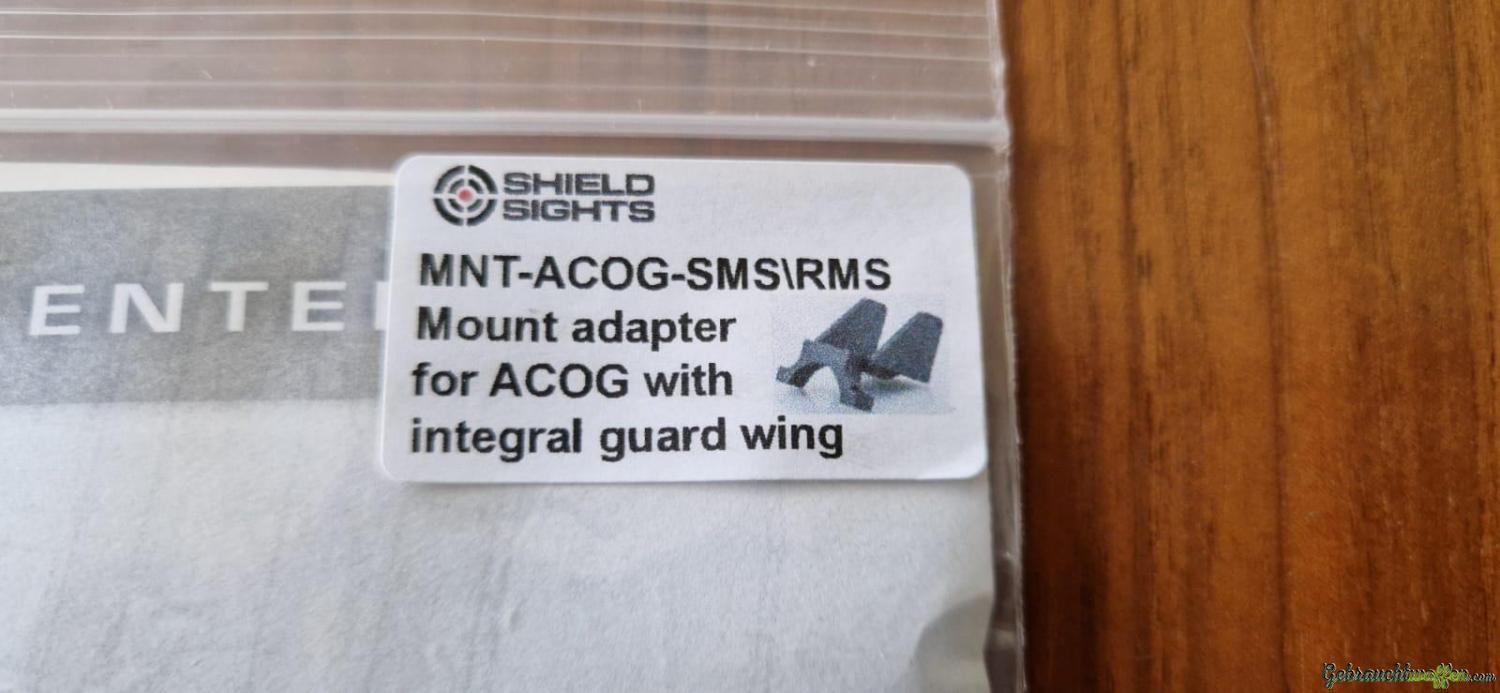 SHIELD
SIGHTS
MNT-ACOG-SMS\RMS
Mount adapter
for ACOG with
integral guard wing
ENTE
Gebrauchtwaffen.com